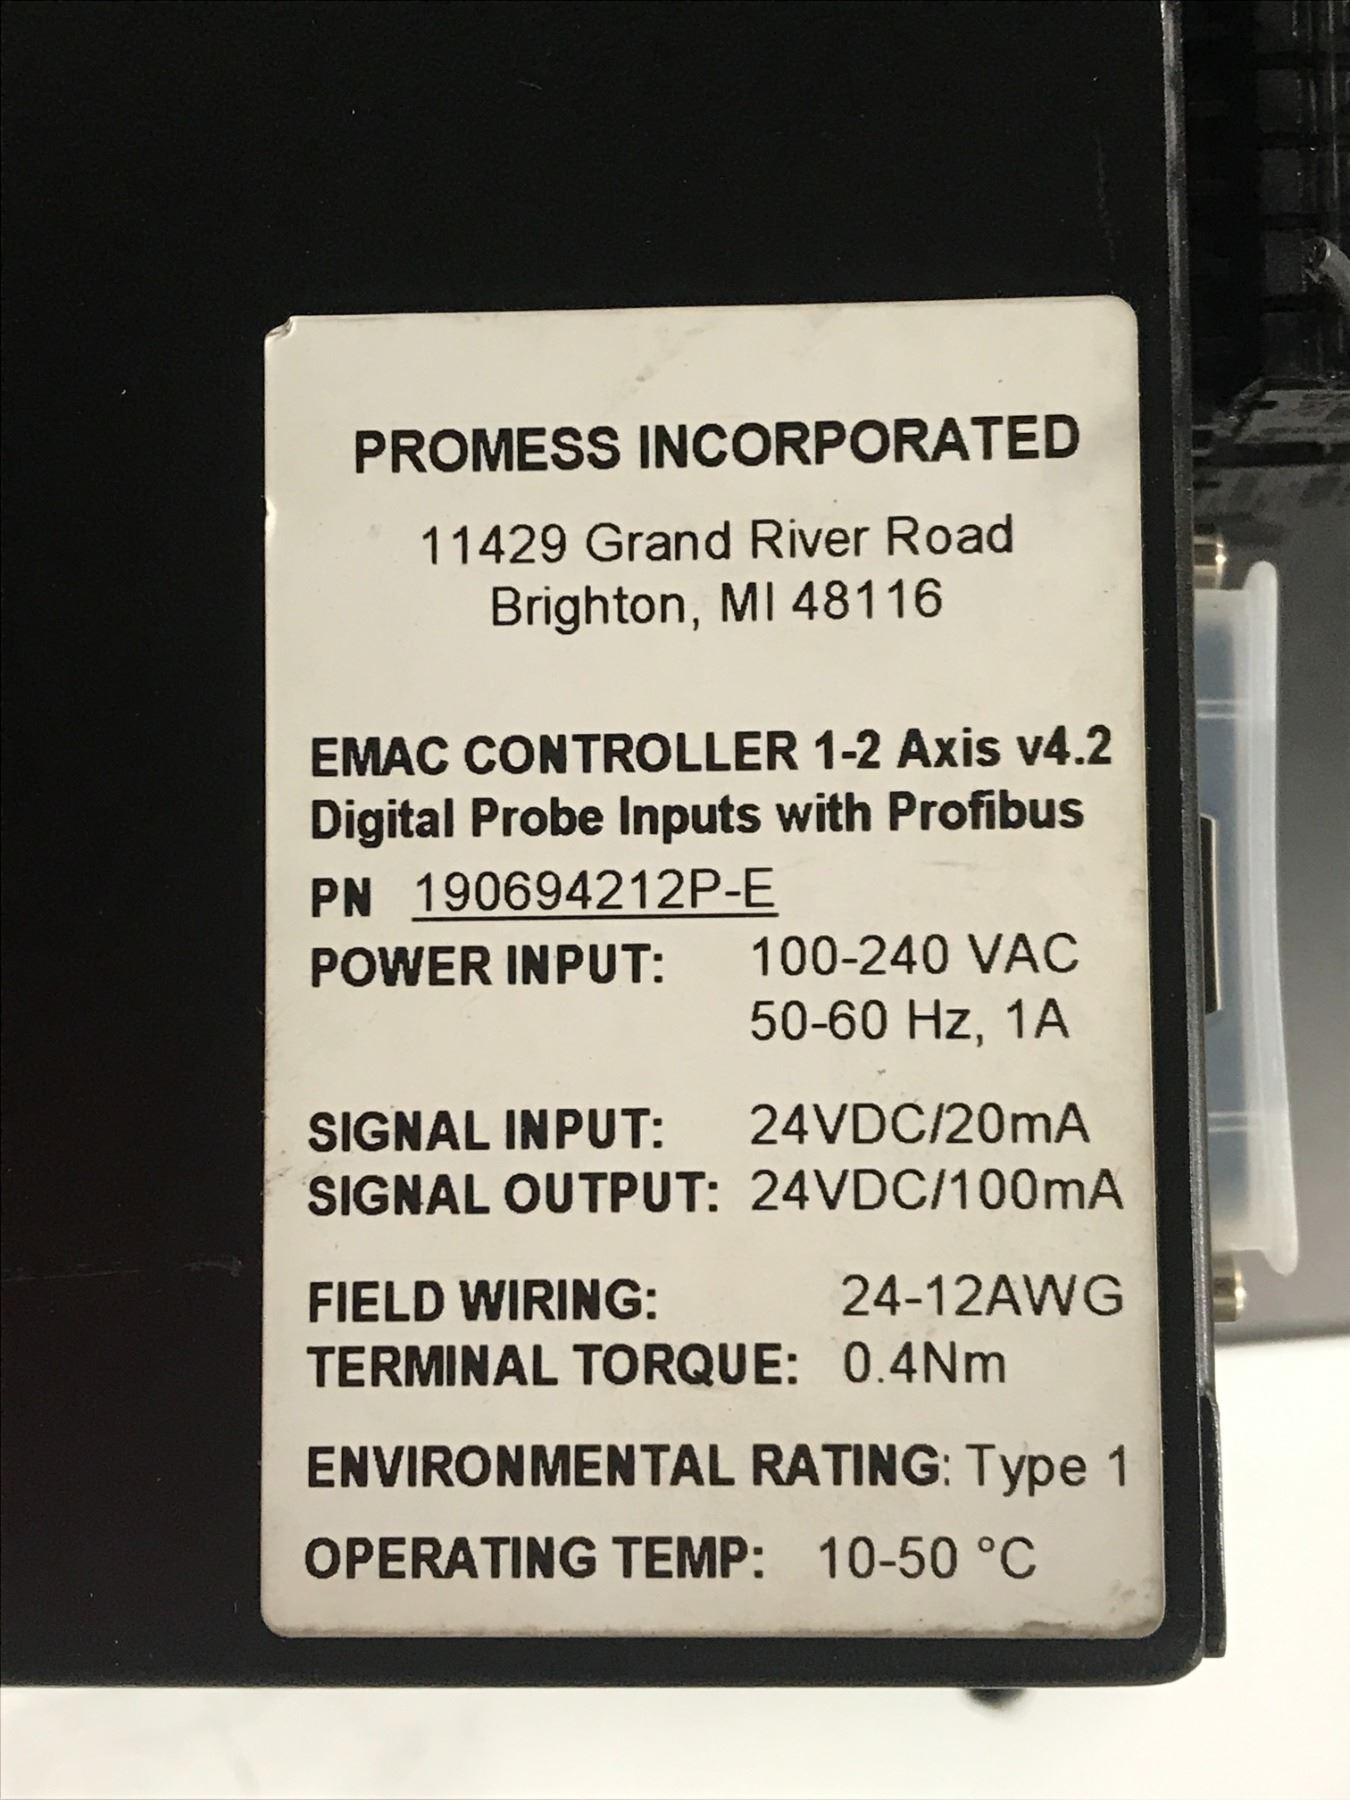 PROMESS INCORPORATED
11429 Grand River Road
Brighton, MI 48116
EMAC CONTROLLER 1-2 Axis v4.2
Digital Probe Inputs with Profibus
PN 190694212P-E
POWER INPUT: 100-240 VAC
50-60 Hz, 1A
SIGNAL INPUT: 24VDC/20mA
SIGNAL OUTPUT: 24VDC/100mA
FIELD WIRING: 24-12AWG
TERMINAL TORQUE: 0.4Nm
ENVIRONMENTAL RATING: Type 1
OPERATING TEMP: 10-50 °C